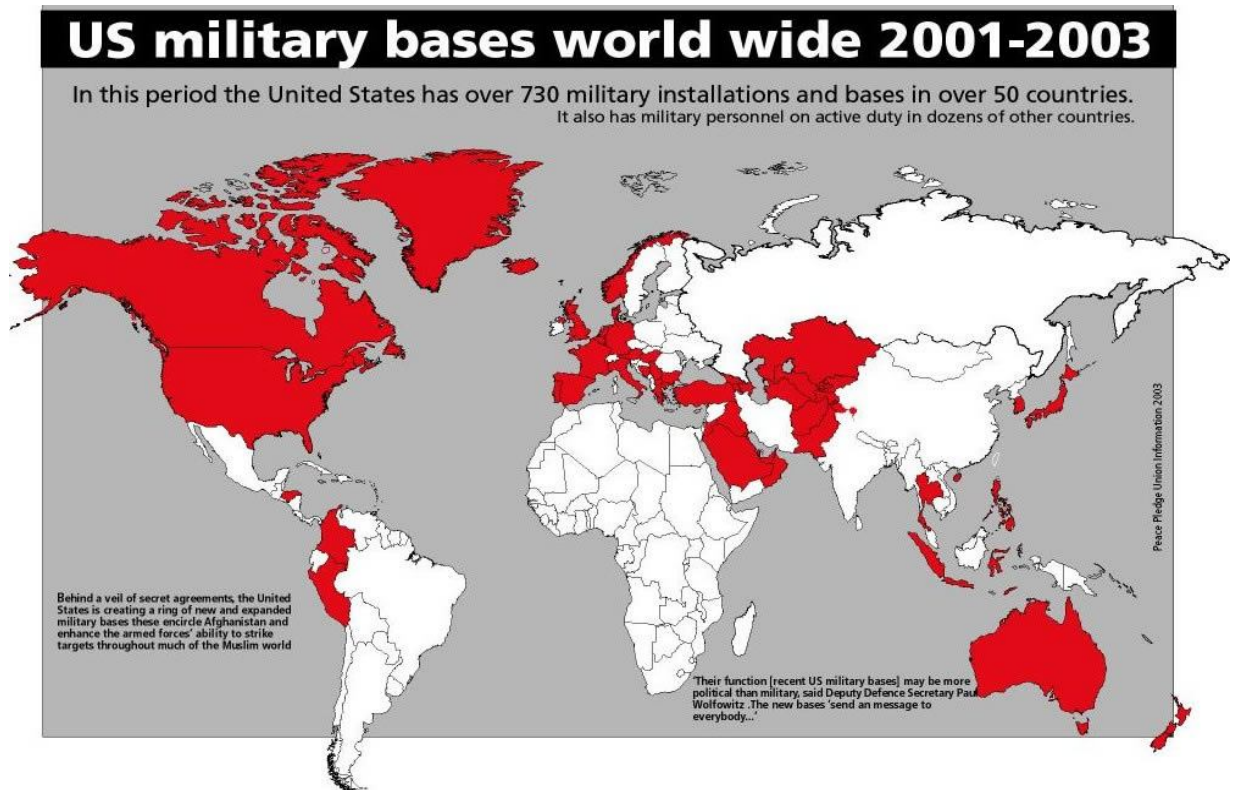 US military bases world wide 2001-2003
In this period the United States has over 730 military installations and bases in over 50 countries.
It also has military personnel on active duty in dozens of other countries.
Peace Pledge Union Information 2003
Behind a veil of secret agreements, the United
States is creating a ring of new and expanded
military bases these encircle Afghanistan and
enhance the armed forces' ability to strike
targets throughout much of the Muslim world
'Their function [recent US military bases] may be more
political than military, said Deputy Defence Secretary Paul
Wolfowitz .The new bases 'send an message to
everybody...'